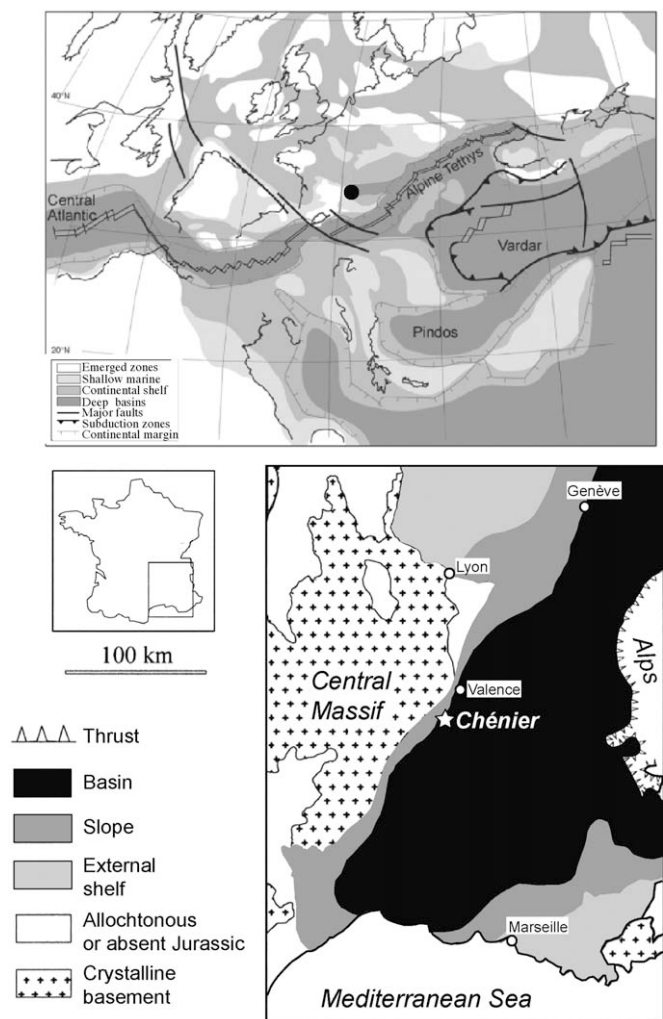 40°N
Central
Atlantic
Alpine Tethys
Vardar
Pindos
20°N
Emerged zones
Shallow marine
Continental shelf
Deep basins
Major faults
Subduction zones
Continental margin
Genève
Lyon
Central
Massif
Valence
Chénier
Alps
Marseille
Mediterranean Sea
100 km
Thrust
Basin
Slope
External
shelf
Allochtonous
or absent Jurassic
Crystalline
basement